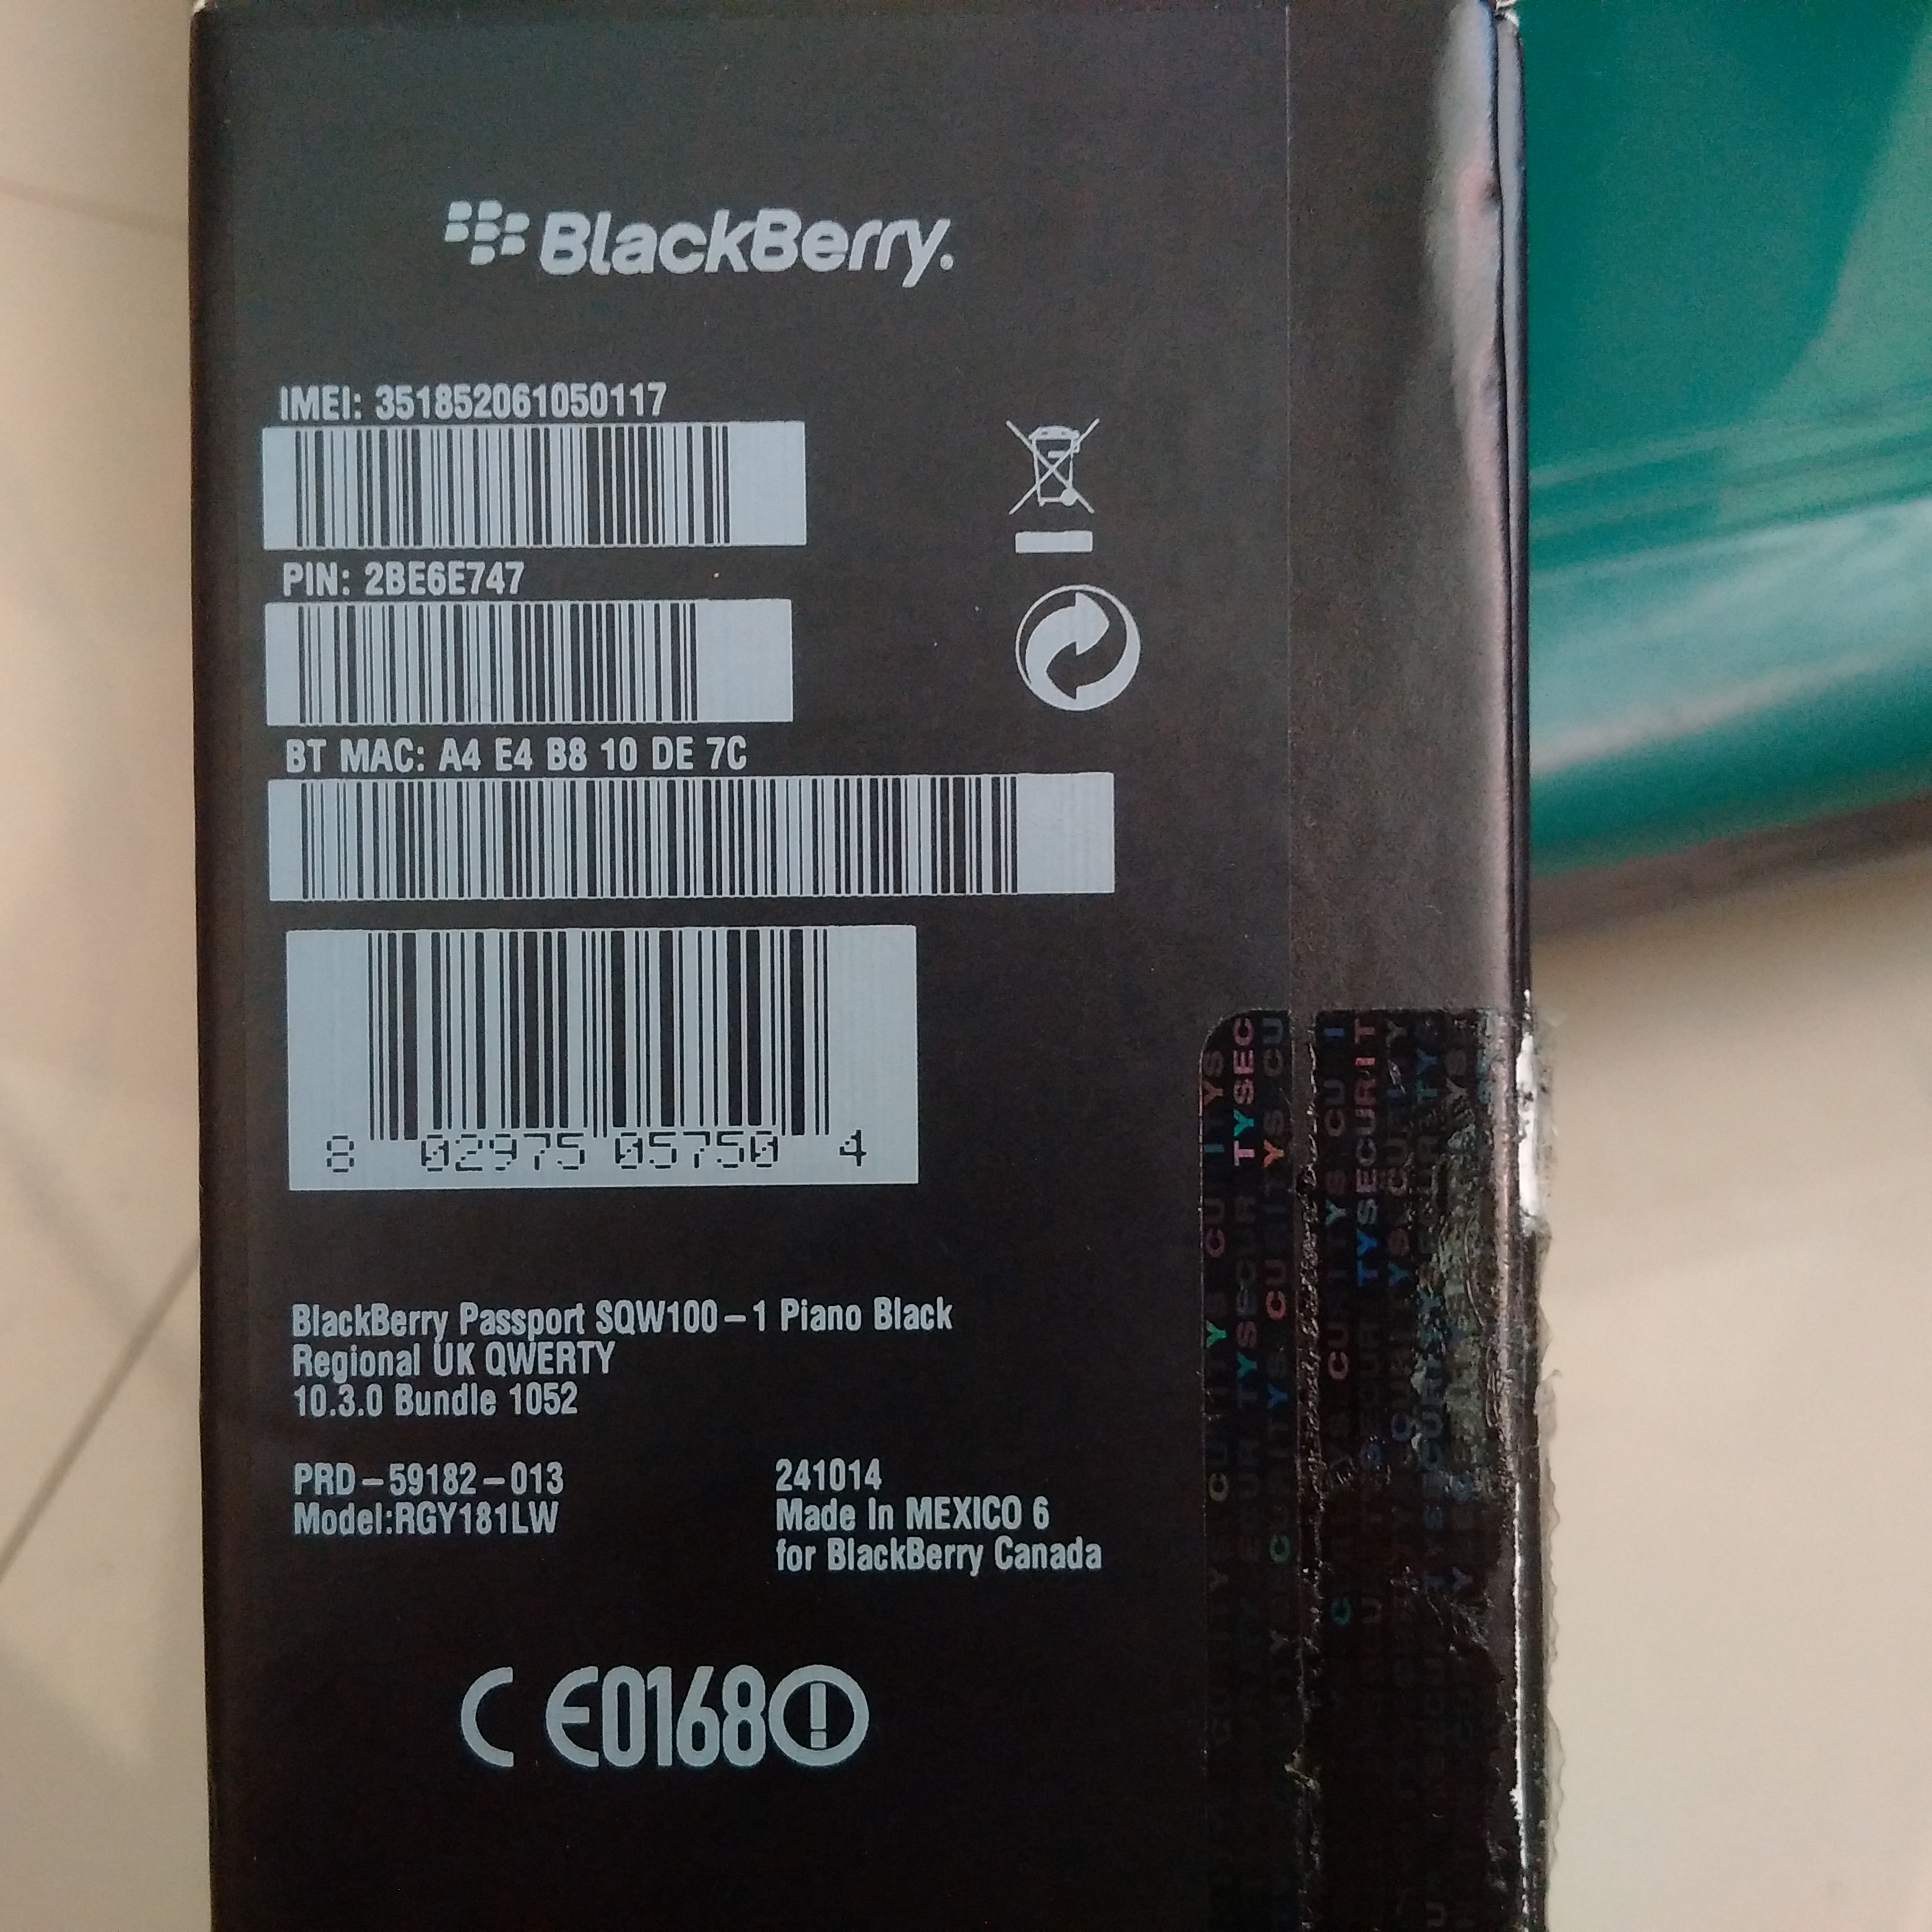 BlackBerry.
IMEI: 351852061050117
PIN: 2BE6E747
BT MAC: A4 E4 B8 10 DE 7C
8 02975 05750 4
BlackBerry Passport SQW100-1 Piano Black
Regional UK QWERTY
10.3.0 Bundle 1052
PRD-59182-013
Model:RGY181LW
241014
Made In MEXICO 6
for BlackBerry Canada
CE0168
TYSEC
TYSECURIT